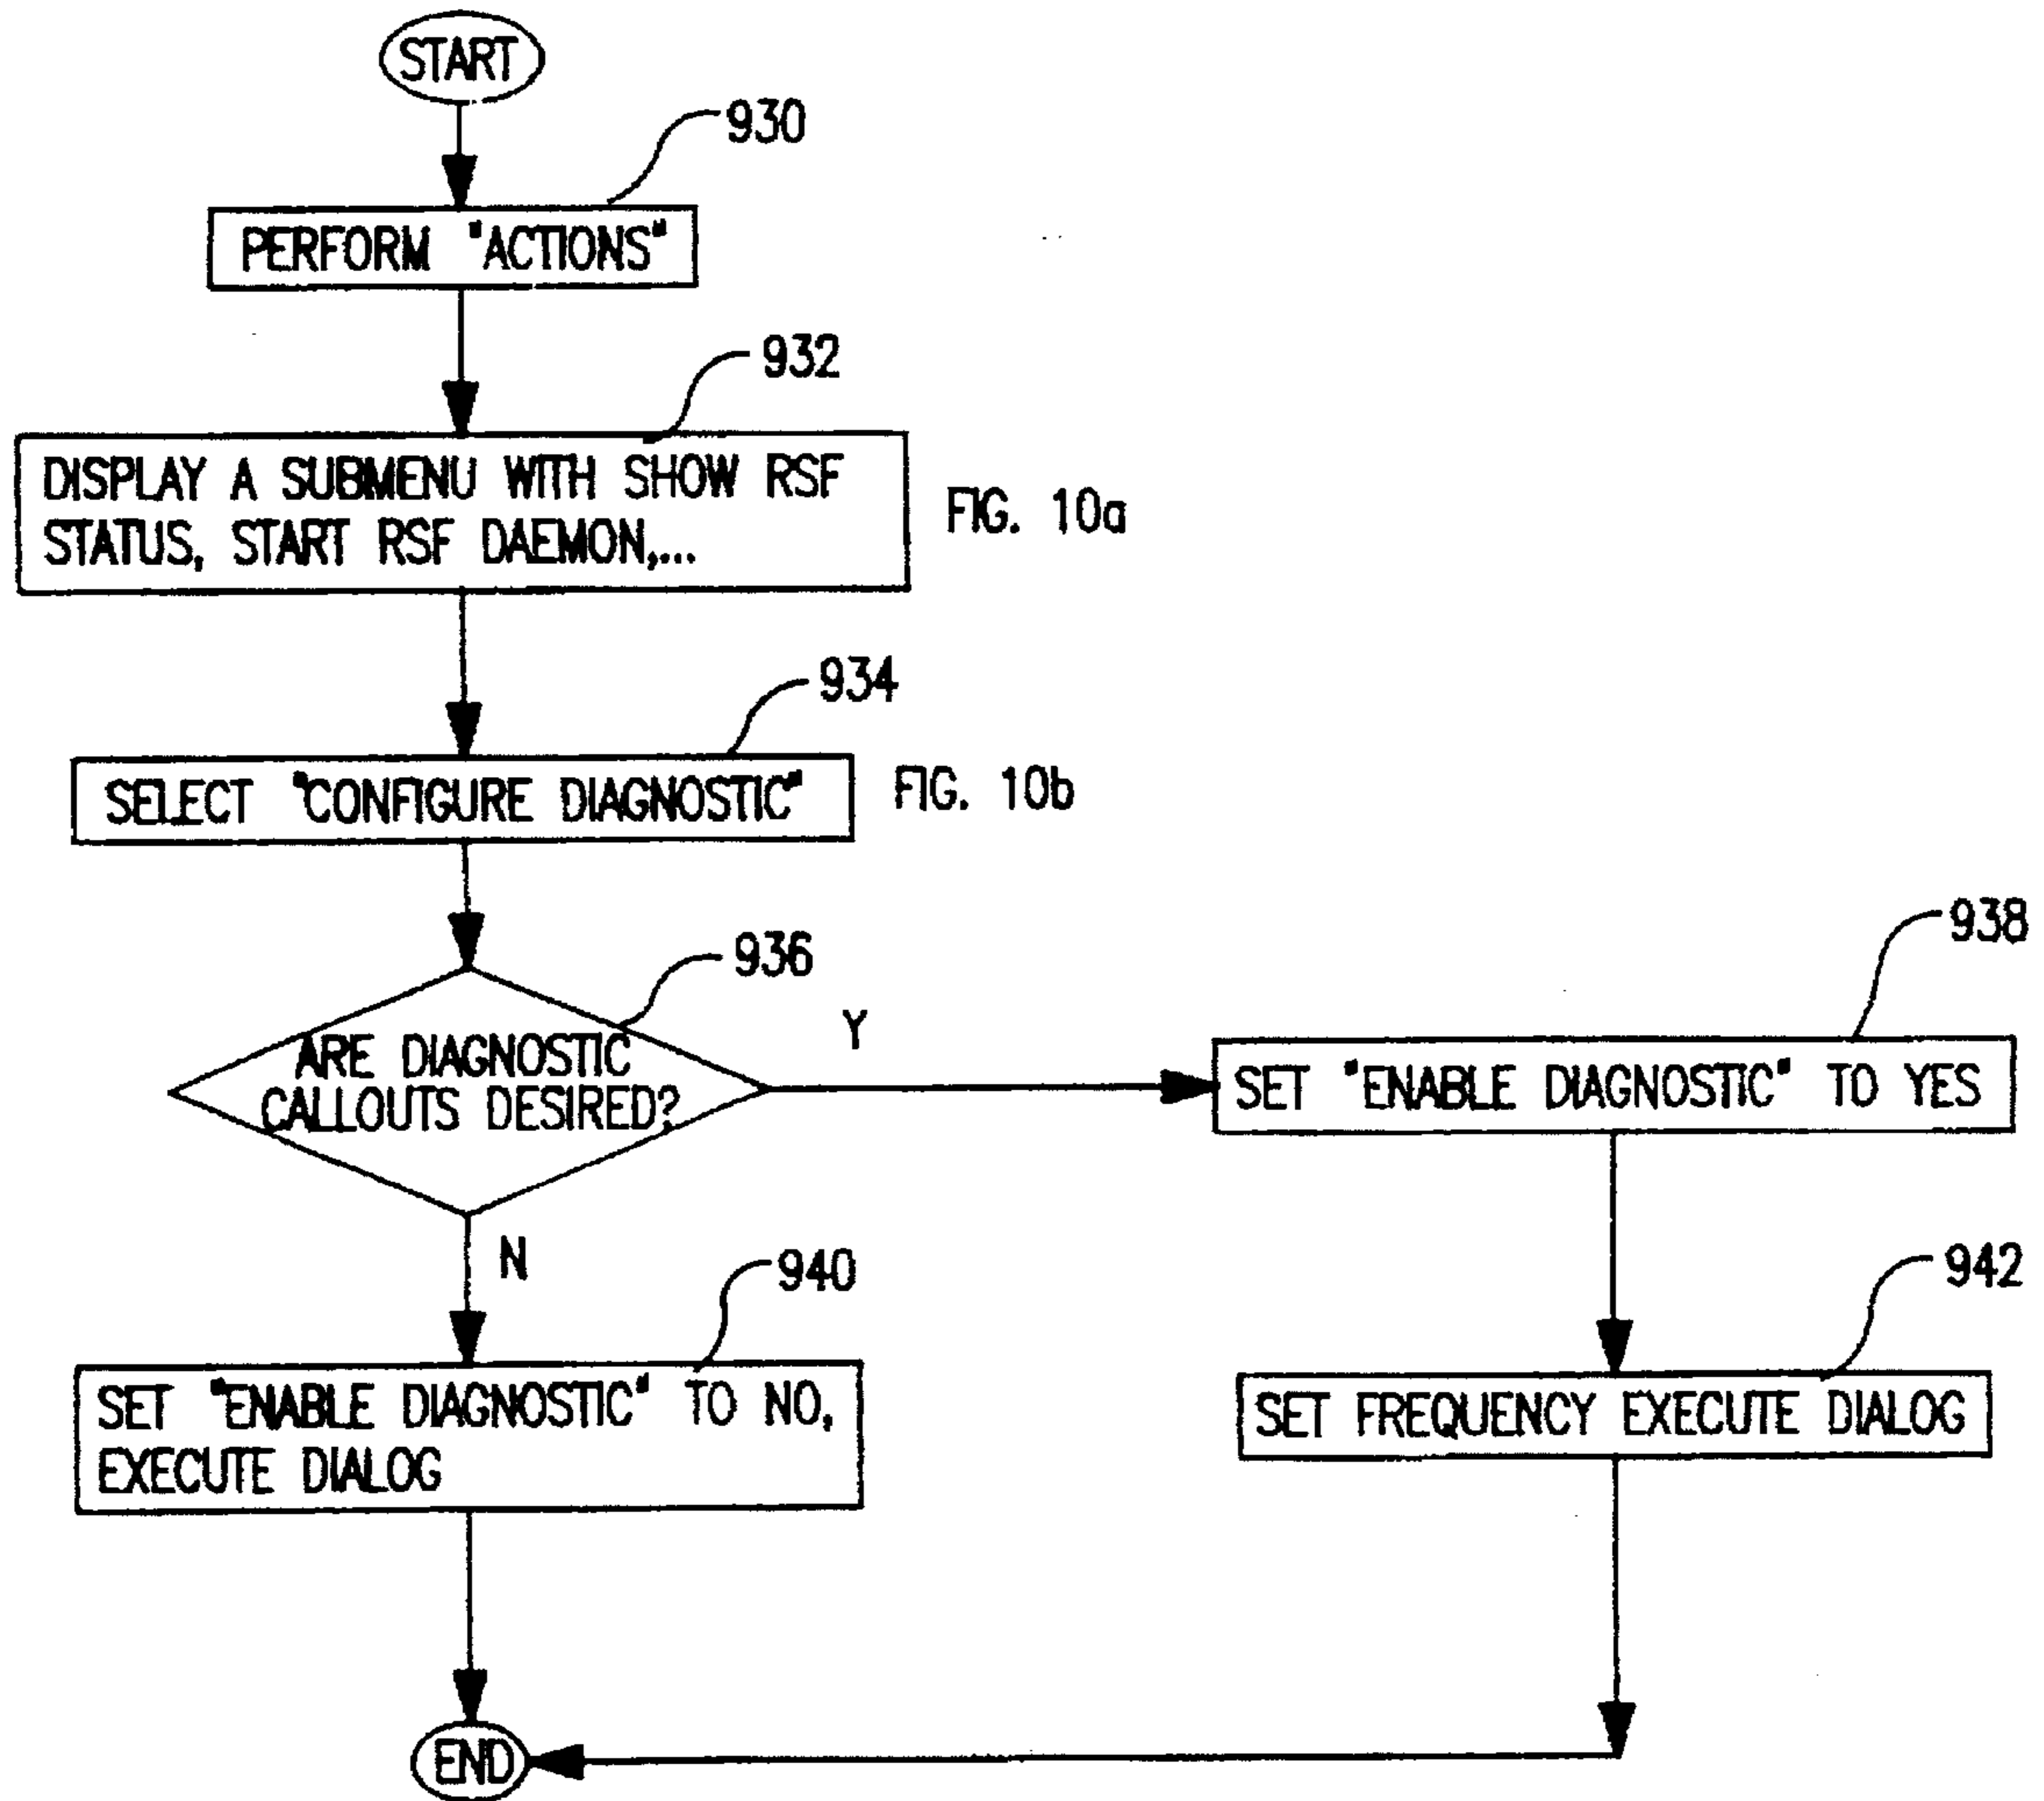 START
930
PERFORM "ACTIONS"
932
DISPLAY A SUBMENU WITH SHOW RSF
STATUS, START RSF DAEMON,...
FIG. 10a
934
SELECT "CONFIGURE DIAGNOSTIC"
FIG. 10b
936
ARE DIAGNOSTIC
CALLOUTS DESIRED?
Y
938
SET "ENABLE DIAGNOSTIC" TO YES
N
940
SET "ENABLE DIAGNOSTIC" TO NO,
EXECUTE DIALOG
942
SET FREQUENCY EXECUTE DIALOG
END